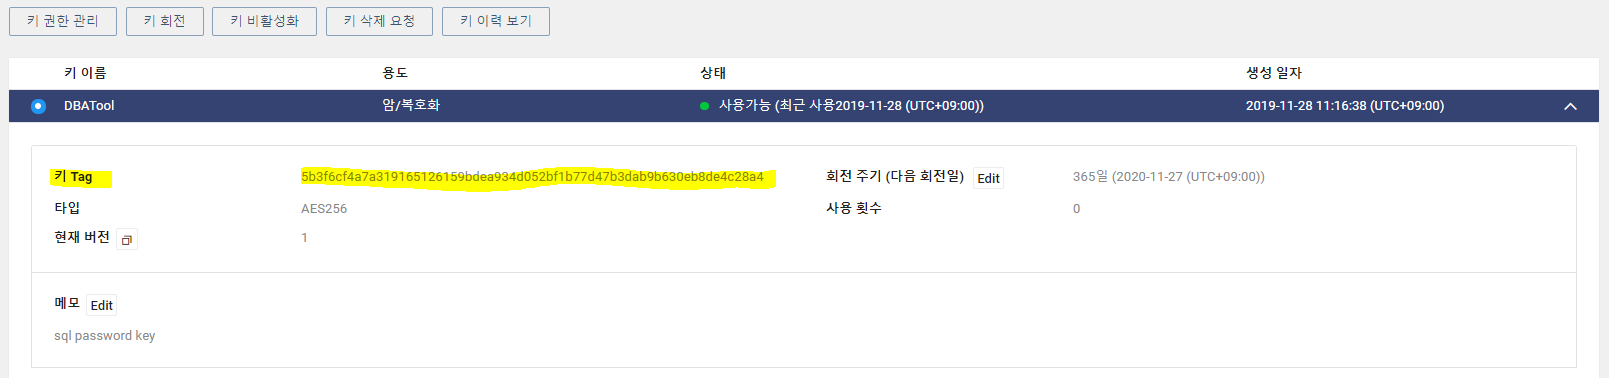 키 권한 관리 키 회전 키 비활성화 키 삭제 요청 키 이력 보기
키 이름 용도 상태 생성 일자
DBATool 암/복호화 사용가능 (최근 사용2019-11-28 (UTC+09:00)) 2019-11-28 11:16:38 (UTC+09:00)
키 Tag 5b3f6cf4a7a319165126159bdea934d052bf1b77d47b3dab9b630eb8de4c28a4 회전 주기 (다음 회전일) Edit 365일 (2020-11-27 (UTC+09:00))
타입 AES256 사용 횟수 0
현재 버전 1
메모 Edit
sql password key